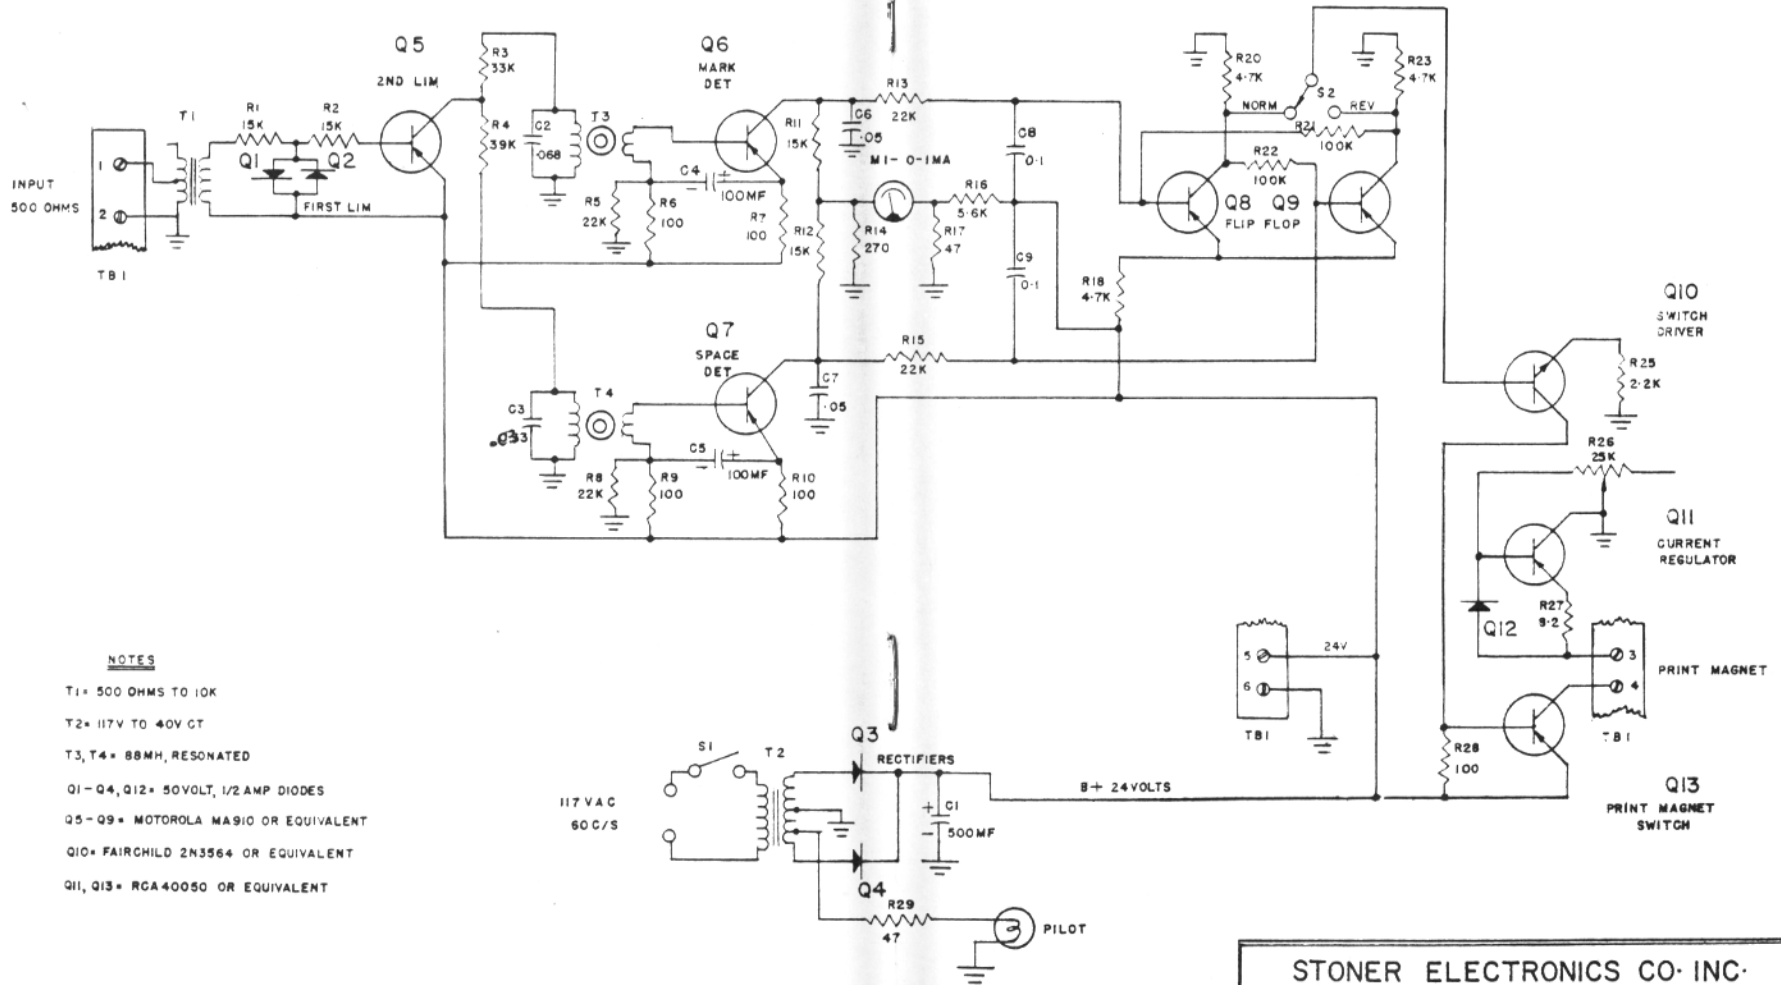 Q5
2ND LIM
R3
33K
Q6
MARK
DET
R13
22K
R20
4.7K
R23
4.7K
S2
NORM
REV
R21
100K
R22
100K
T1
R1
15K
R2
15K
Q1
Q2
FIRST LIM
INPUT
500 OHMS
1
2
TB1
R4
39K
C2
.068
T3
C4
+
-
100MF
R5
22K
R6
100
R7
100
R11
15K
C6
.05
M1- 0-1MA
R12
15K
R14
270
R16
5.6K
R17
47
C8
0.1
C9
0.1
Q8
Q9
FLIP FLOP
R18
4.7K
Q7
SPACE
DET
R15
22K
C7
.05
C3
T4
C5
+
-
100MF
R8
22K
R9
100
R10
100
Q10
SWITCH
DRIVER
R25
2.2K
R26
25K
Q11
CURRENT
REGULATOR
R27
Q12
3
4
PRINT MAGNET
TB1
5
24V
6
TB1
R28
100
Q13
PRINT MAGNET
SWITCH
NOTES
T1= 500 OHMS TO 10K
T2= 117V TO 40V CT
T3, T4= 88MH, RESONATED
Q1-Q4, Q12= 50VOLT, 1/2 AMP DIODES
Q5-Q9= MOTOROLA MA910 OR EQUIVALENT
Q10= FAIRCHILD 2N3564 OR EQUIVALENT
Q11, Q13= RCA40050 OR EQUIVALENT
S1
T2
Q3
RECTIFIERS
117VAC
60C/S
+
C1
-
500MF
B+ 24VOLTS
Q4
R29
47
PILOT
STONER ELECTRONICS CO. INC.